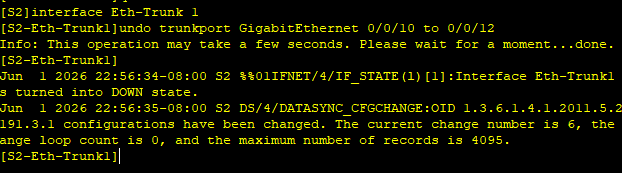 [S2]interface Eth-Trunk 1
[S2-Eth-Trunk1]undo trunkport GigabitEthernet 0/0/10 to 0/0/12
Info: This operation may take a few seconds. Please wait for a moment...done.
[S2-Eth-Trunk1]
Jun  1 2026 22:56:34-08:00 S2 %%01IFNET/4/IF_STATE(l)[1]:Interface Eth-Trunk1
s turned into DOWN state.
Jun  1 2026 22:56:35-08:00 S2 DS/4/DATASYNC_CFGCHANGE:OID 1.3.6.1.4.1.2011.5.2
191.3.1 configurations have been changed. The current change number is 6, the
ange loop count is 0, and the maximum number of records is 4095.
[S2-Eth-Trunk1]